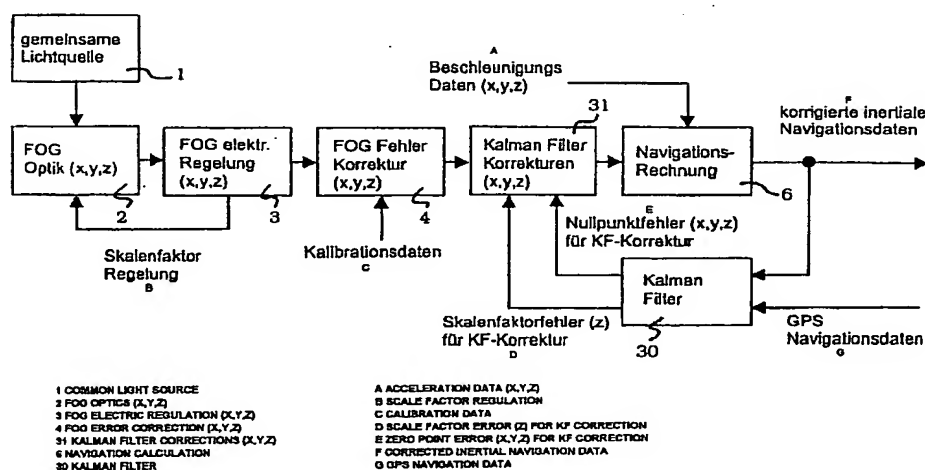 gemeinsame
Lichtquelle
1
A
Beschleunigungs
Daten (x,y,z)
31
F
korrigierte inertiale
Navigationsdaten
FOG
Optik (x,y,z)
2
FOG elektr.
Regelung
(x,y,z)
3
FOG Fehler
Korrektur
(x,y,z)
4
Kalman Filter
Korrekturen
(x,y,z)
Navigations-
Rechnung
6
Skalenfaktor
Regelung
B
Kalibrationsdaten
C
E
Nullpunktfehler (x,y,z)
für KF-Korrektur
Kalman
Filter
30
Skalenfaktorfehler (z)
für KF-Korrektur
D
GPS
Navigationsdaten
G
1 COMMON LIGHT SOURCE
2 FOG OPTICS (X,Y,Z)
3 FOG ELECTRIC REGULATION (X,Y,Z)
4 FOG ERROR CORRECTION (X,Y,Z)
31 KALMAN FILTER CORRECTIONS (X,Y,Z)
6 NAVIGATION CALCULATION
30 KALMAN FILTER
A ACCELERATION DATA (X,Y,Z)
B SCALE FACTOR REGULATION
C CALIBRATION DATA
D SCALE FACTOR ERROR (Z) FOR KF CORRECTION
E ZERO POINT ERROR (X,Y,Z) FOR KF CORRECTION
F CORRECTED INERTIAL NAVIGATION DATA
G GPS NAVIGATION DATA